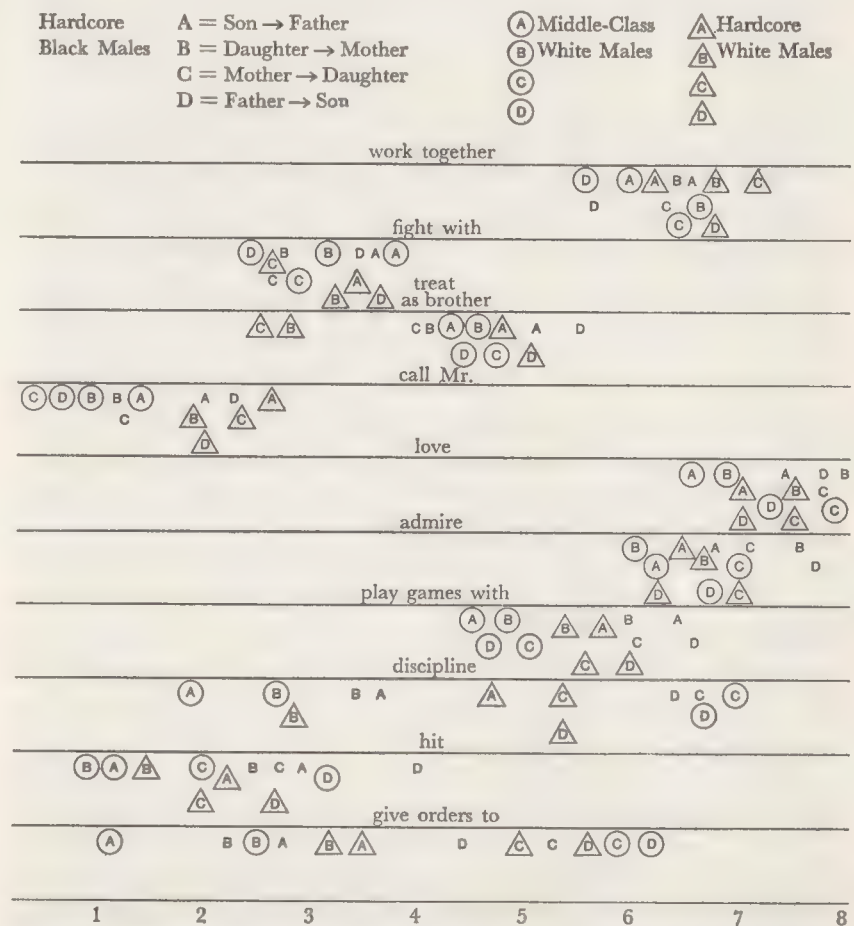 Hardcore A = Son → Father Ⓐ Middle-Class A Hardcore
Black Males B = Daughter → Mother Ⓑ White Males B White Males
C = Mother → Daughter Ⓒ C
D = Father → Son Ⓓ D
work together
D A A B A B C
D C B
C D
fight with
D B B D A A
C
C C A
B D
treat
as brother
C B C B A B A A D
D C D
call Mr.
C D B B A A D A
C B C
D
love
A B A D B
A B C
D C
D C
admire
B A B A C B
A C D
D D C
play games with
A B B A B A
D C C D
C D
discipline
A B B A A C D C C
B D
D
hit
B A B C A B C A D D
C D
give orders to
A B B A B A D C C D C D
1 2 3 4 5 6 7 8